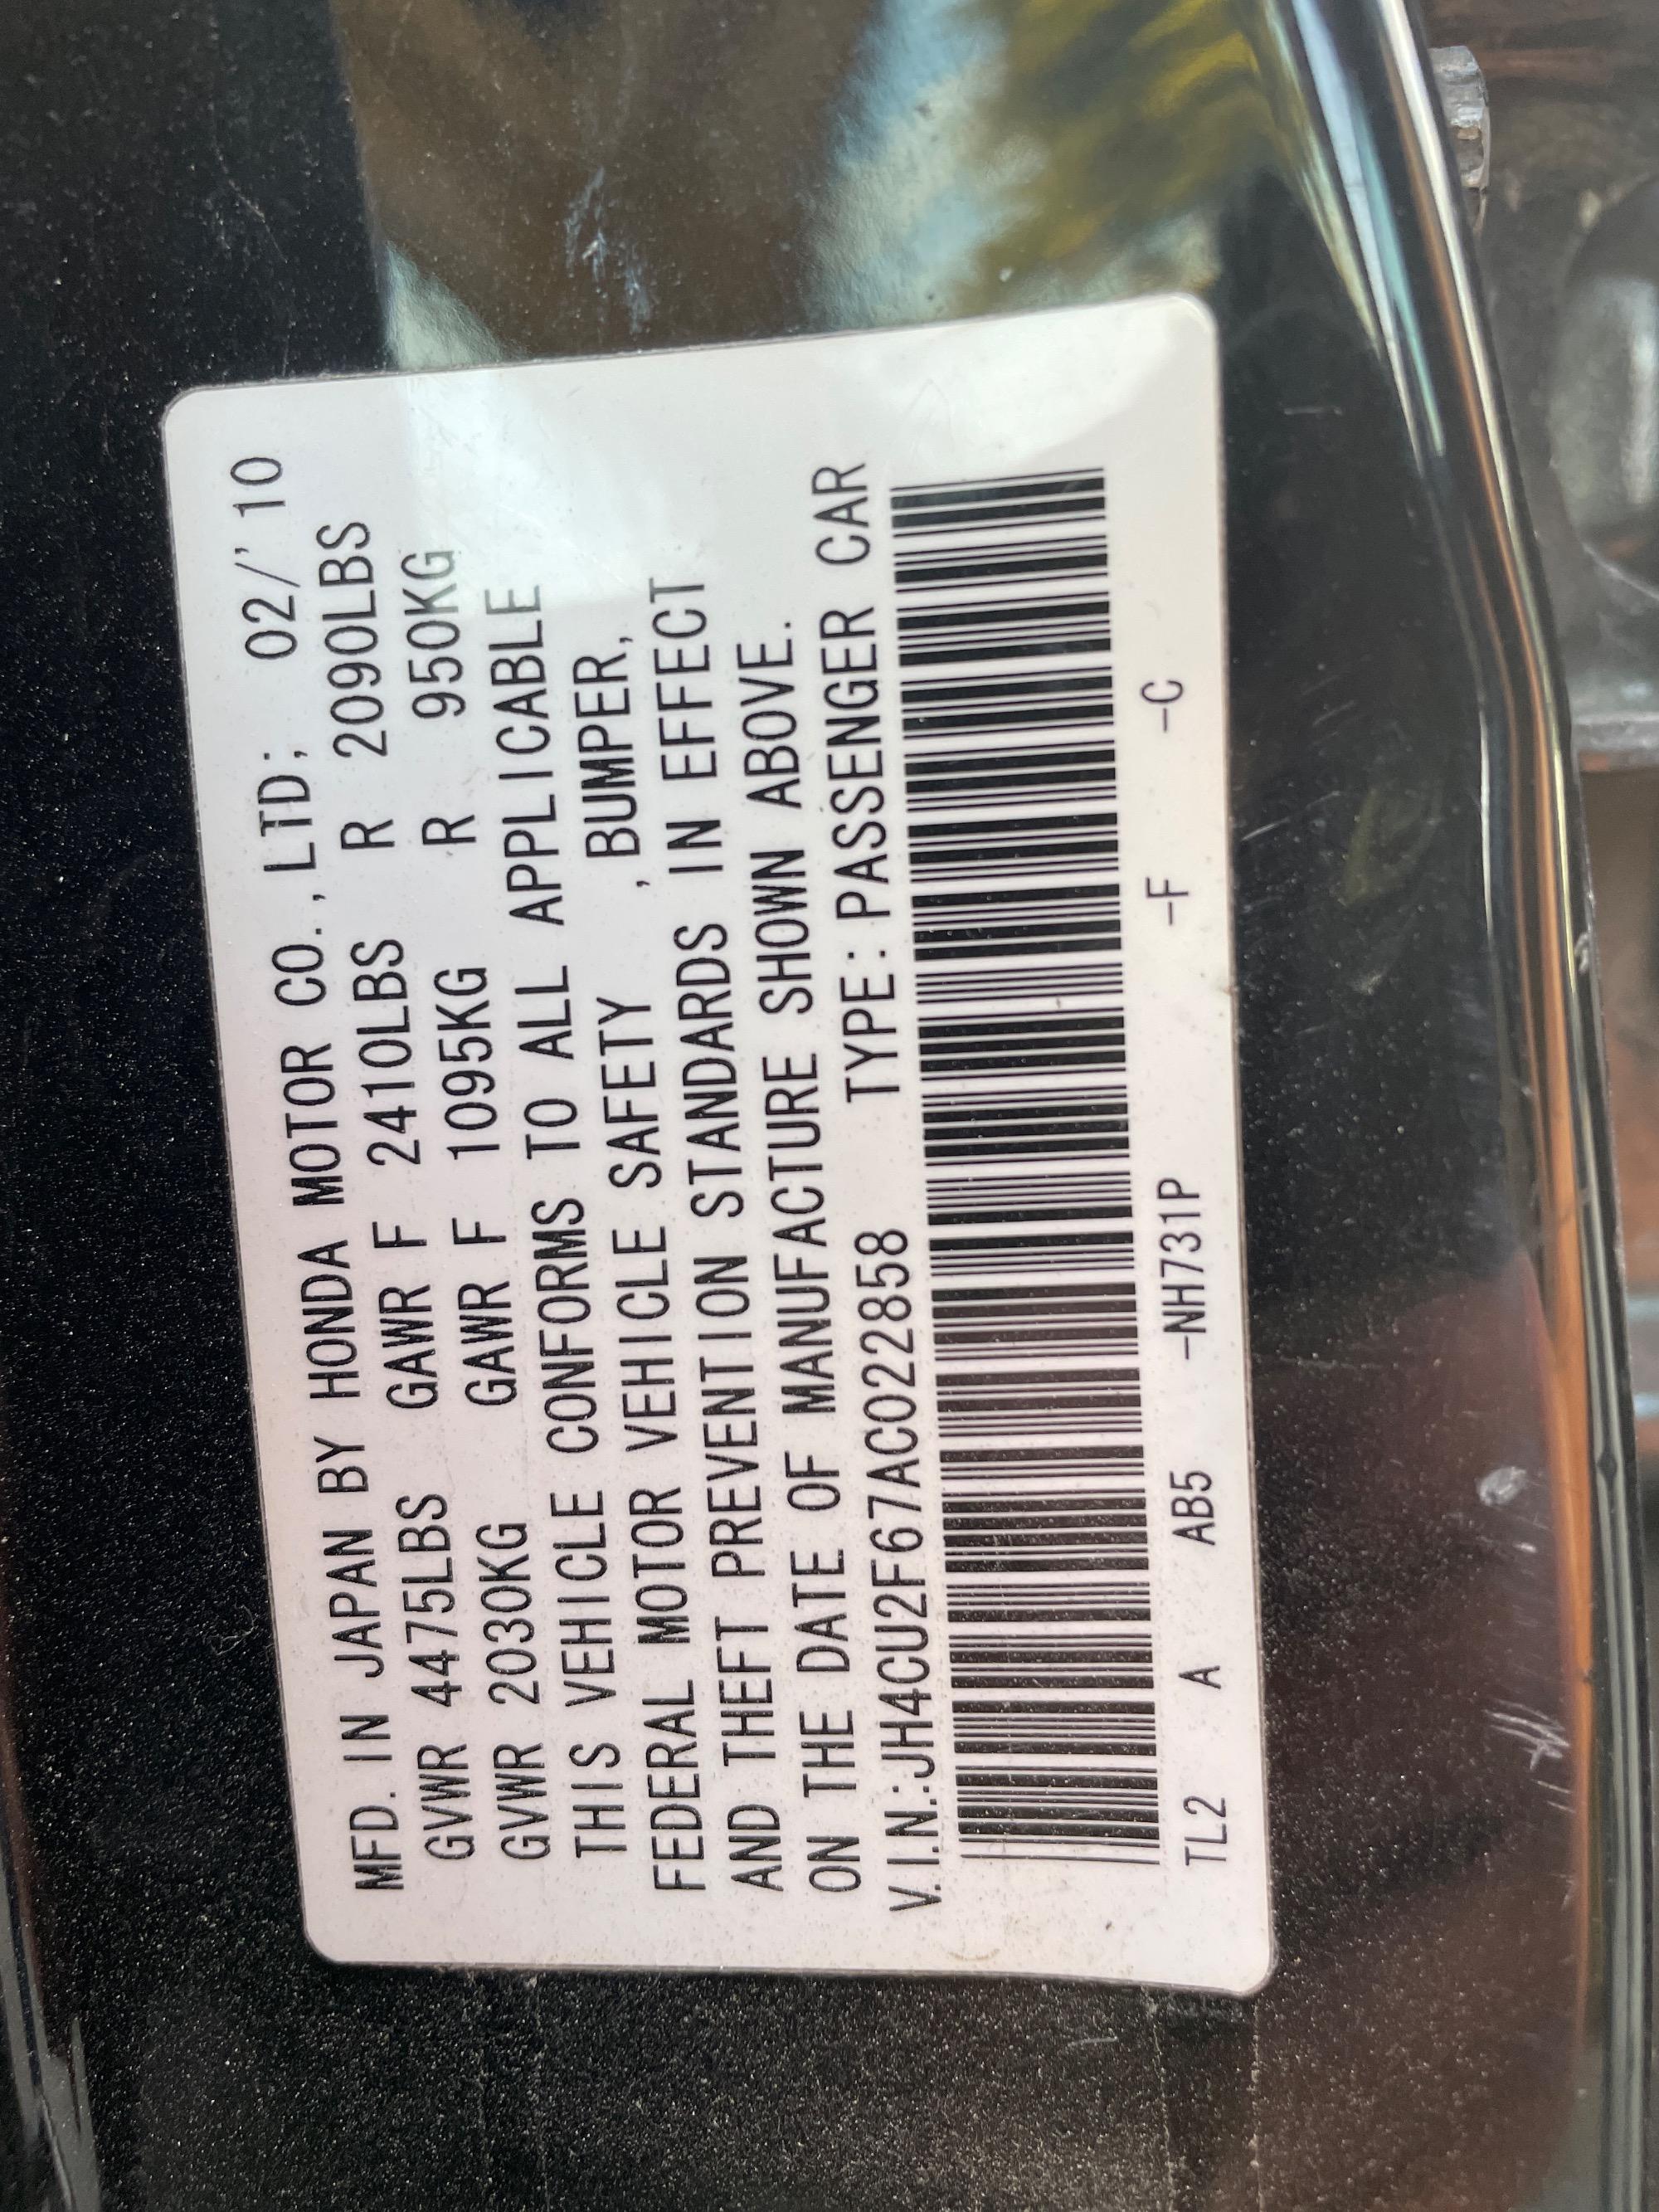 MFD. IN JAPAN BY HONDA MOTOR CO., LTD; 02/'10
GVWR 4475LBS GAWR F 2410LBS R 2090LBS
GVWR 2030KG GAWR F 1095KG R 950KG
THIS VEHICLE CONFORMS TO ALL APPLICABLE
FEDERAL MOTOR VEHICLE SAFETY , BUMPER,
AND THEFT PREVENTION STANDARDS IN EFFECT
ON THE DATE OF MANUFACTURE SHOWN ABOVE.
V.I.N.:JH4CU2F67AC022858 TYPE: PASSENGER CAR
TL2 A AB5 -NH731P -F -C